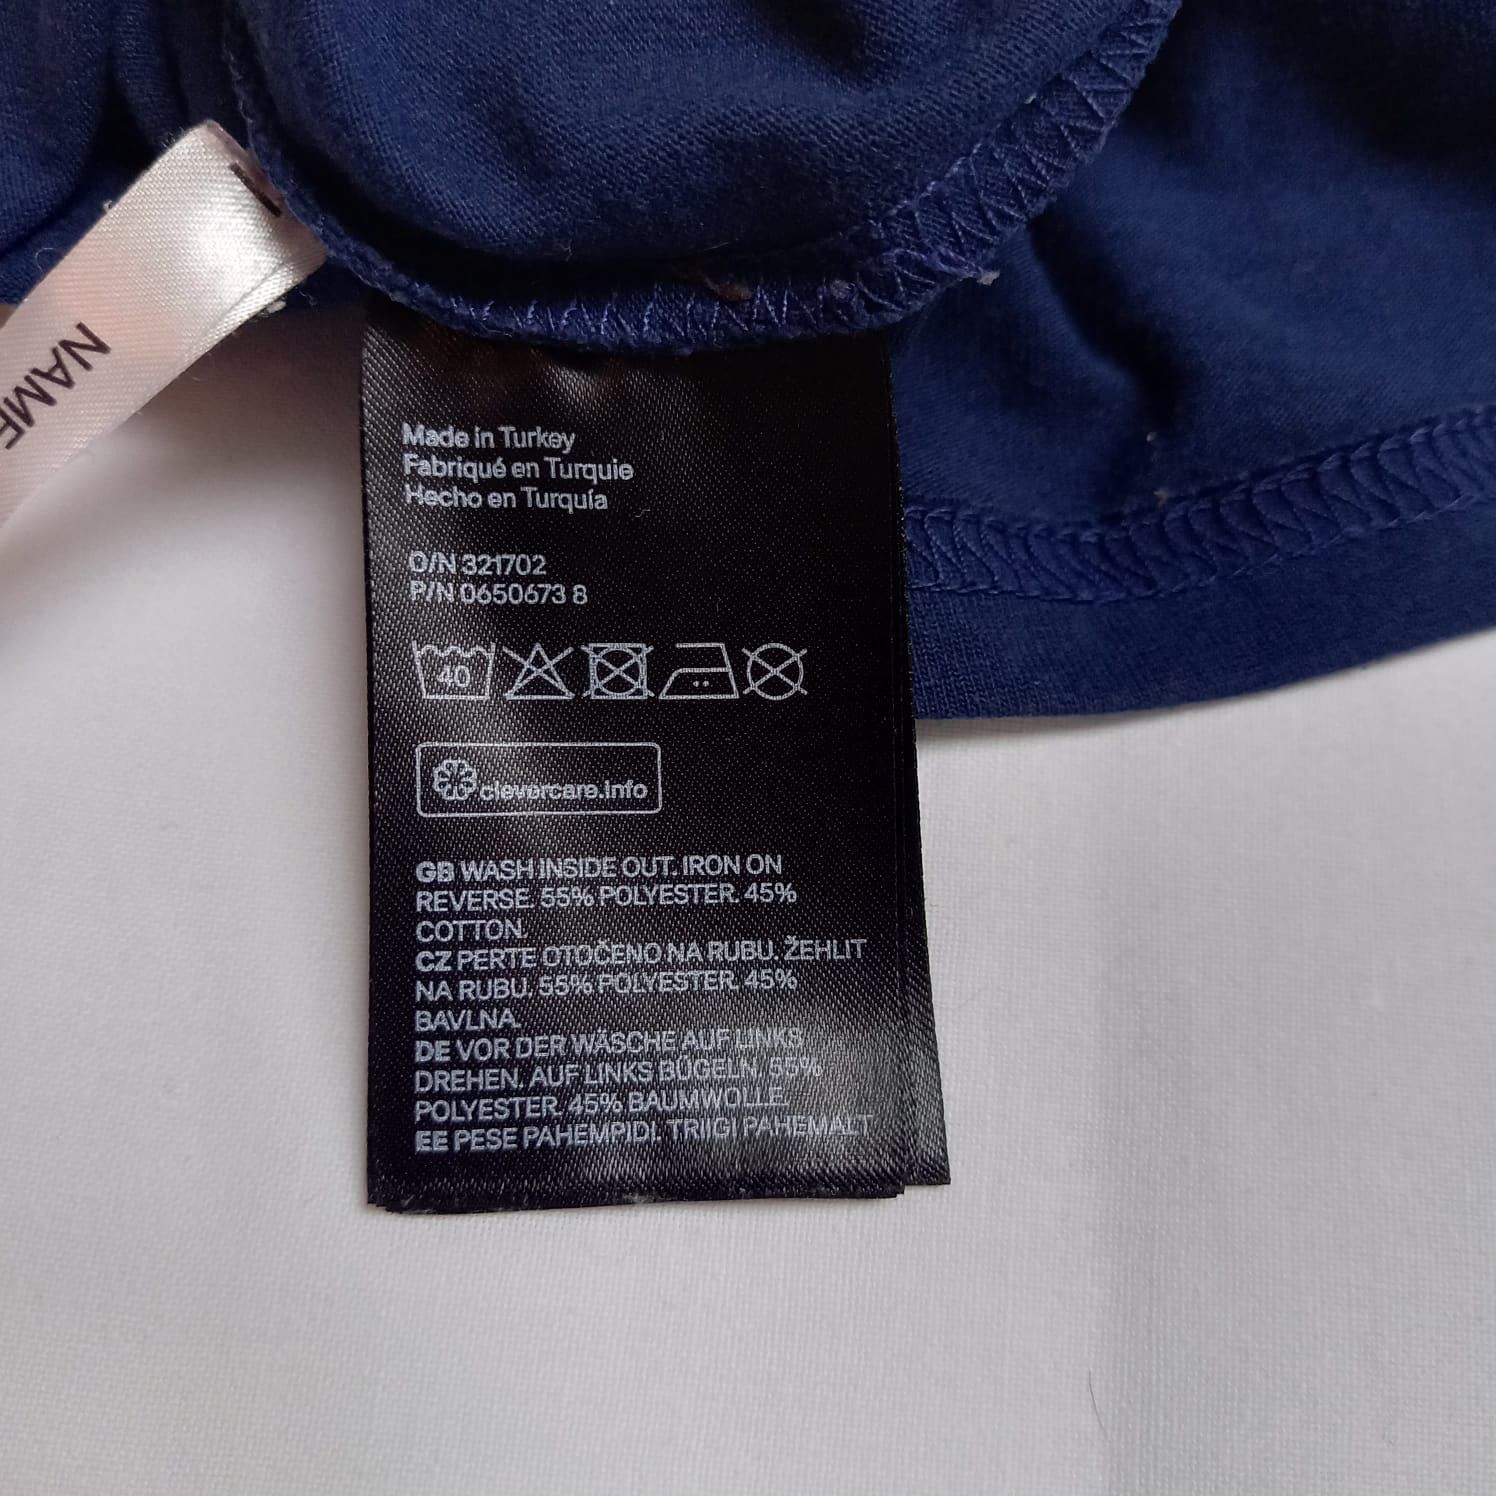 NAME
Made in Turkey
Fabriqué en Turquie
Hecho en Turquía
O/N 321702
P/N 0650673 8
40
clevercare.info
GB WASH INSIDE OUT. IRON ON
REVERSE. 55% POLYESTER. 45%
COTTON.
CZ PERTE OTOČENO NA RUBU. ŽEHLIT
NA RUBU. 55% POLYESTER. 45%
BAVLNA.
DE VOR DER WÄSCHE AUF LINKS
DREHEN. AUF LINKS BÜGELN. 55%
POLYESTER. 45% BAUMWOLLE.
EE PESE PAHEMPIDI. TRIIGI PAHEMALT